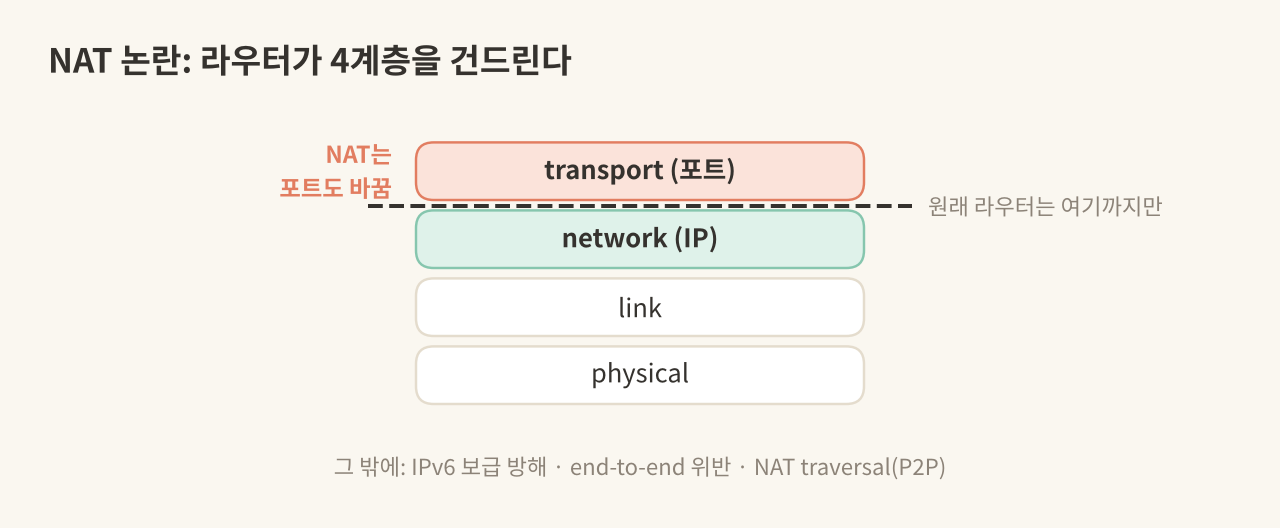 NAT 논란: 라우터가 4계층을 건드린다
NAT는
포트도 바꿈
transport (포트)
원래 라우터는 여기까지만
network (IP)
link
physical
그 밖에: IPv6 보급 방해 · end-to-end 위반 · NAT traversal(P2P)